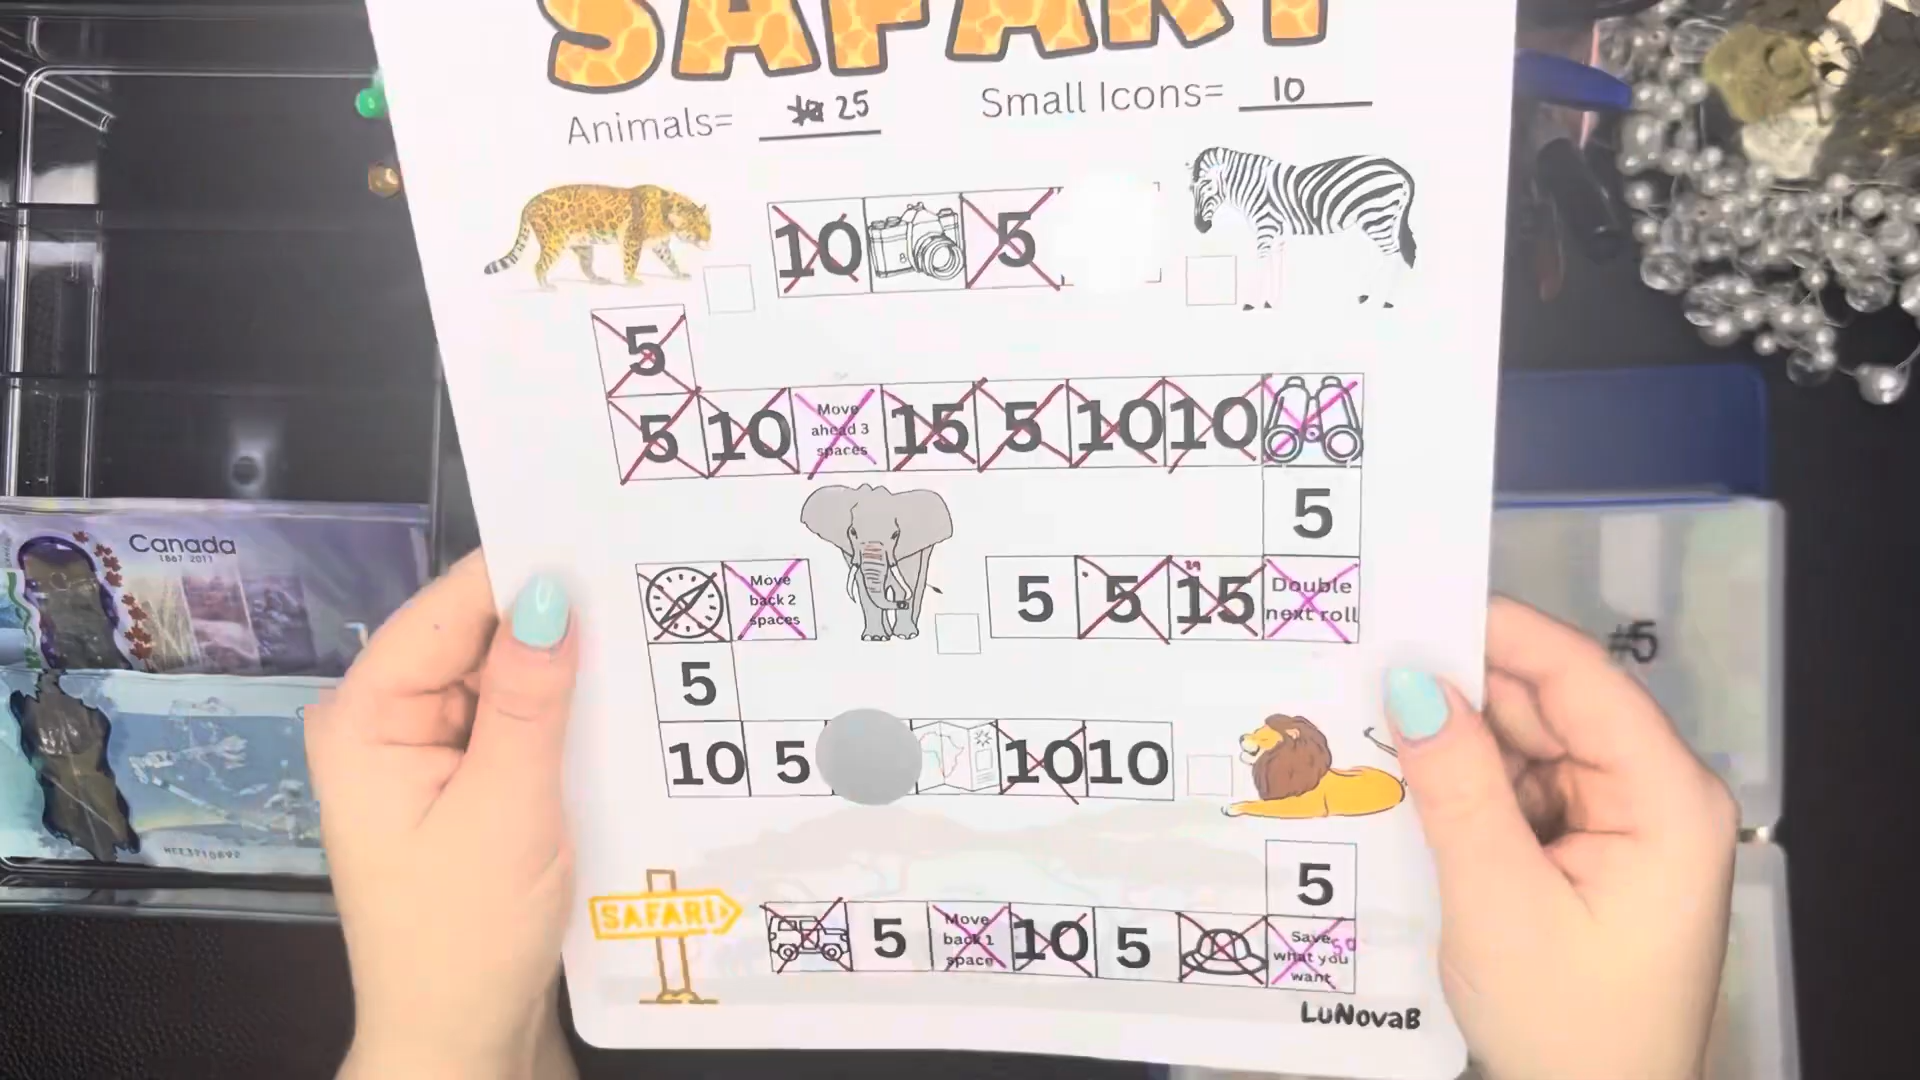 SAFARI
Animals= 25
Small Icons= 10
10 5
5
5 10 Move ahead 3 spaces 15 5 10 10
5
Move back 2 spaces
5 5 15 Double next roll
5
10 5 10 10
5
SAFARI
5 Move back 1 space 10 5 Save what you want 50
LuNovaB
Canada
1867 2017
#5